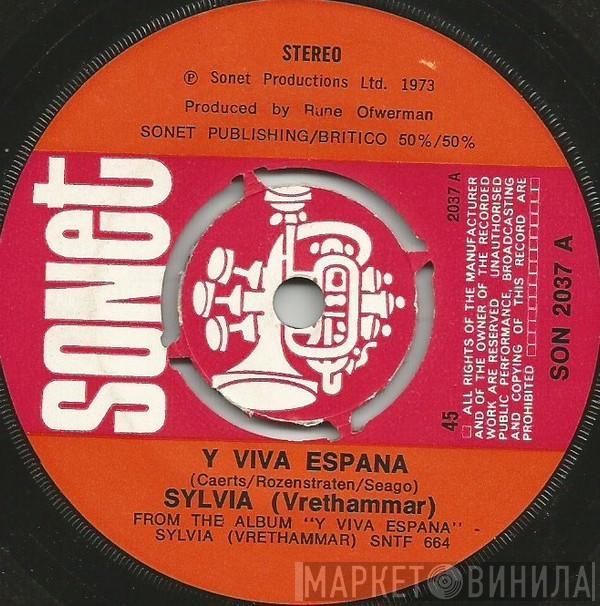 STEREO
℗ Sonet Productions Ltd. 1973
Produced by Rune Ofwerman
SONET PUBLISHING/BRITICO 50%/50%
sonet
2037 A
ALL RIGHTS OF THE MANUFACTURER
AND OF THE OWNER OF THE RECORDED
WORK ARE RESERVED UNAUTHORISED
PUBLIC PERFORMANCE, BROADCASTING
AND COPYING OF THIS RECORD ARE
PROHIBITED
45
SON 2037 A
Y VIVA ESPANA
(Caerts/Rozenstraten/Seago)
SYLVIA (Vrethammar)
FROM THE ALBUM "Y VIVA ESPANA" -
SYLVIA (VRETHAMMAR) SNTF 664
МАРКЕТ ВИНИЛА